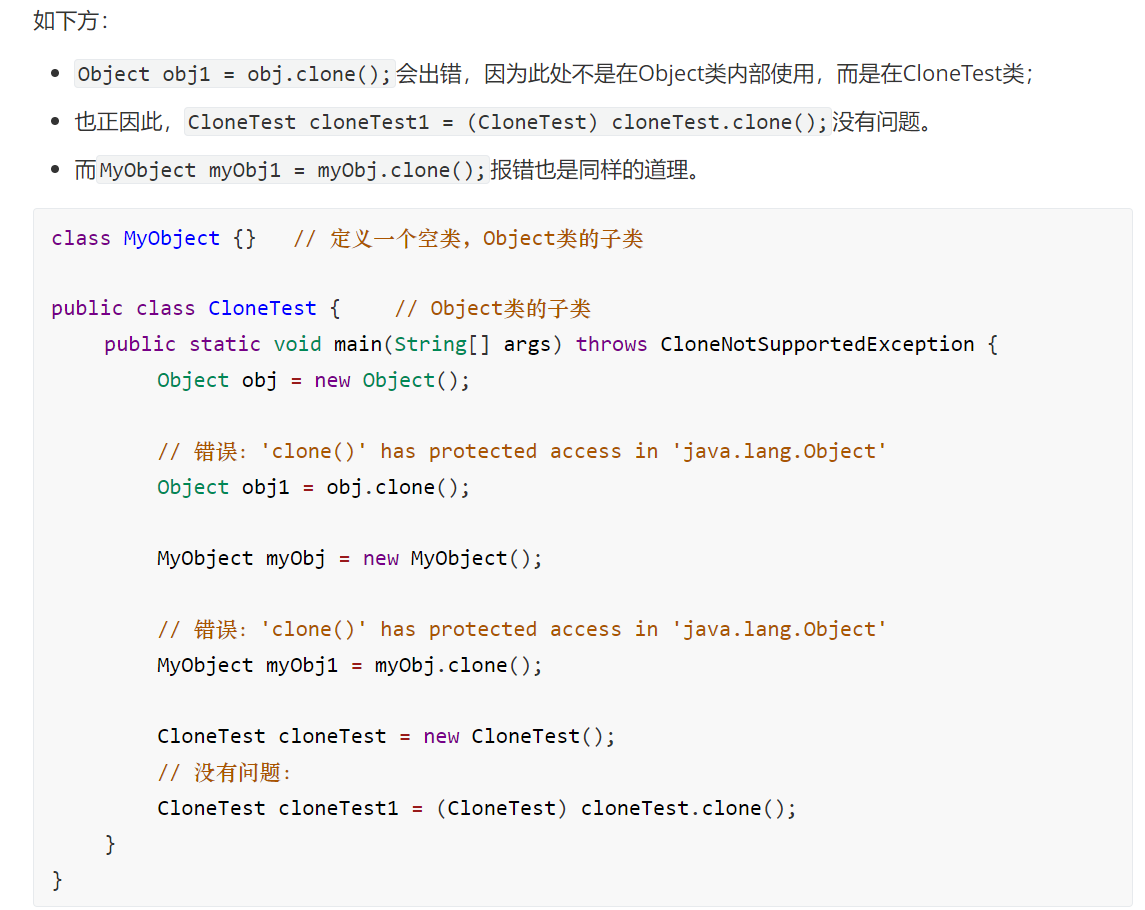 如下方：
Object obj1 = obj.clone();会出错，因为此处不是在Object类内部使用，而是在CloneTest类；
也正因此，CloneTest cloneTest1 = (CloneTest) cloneTest.clone();没有问题。
而MyObject myObj1 = myObj.clone();报错也是同样的道理。
class MyObject {}   // 定义一个空类，Object类的子类
public class CloneTest {    // Object类的子类
    public static void main(String[] args) throws CloneNotSupportedException {
        Object obj = new Object();
        // 错误：'clone()' has protected access in 'java.lang.Object'
        Object obj1 = obj.clone();
        MyObject myObj = new MyObject();
        // 错误：'clone()' has protected access in 'java.lang.Object'
        MyObject myObj1 = myObj.clone();
        CloneTest cloneTest = new CloneTest();
        // 没有问题：
        CloneTest cloneTest1 = (CloneTest) cloneTest.clone();
    }
}